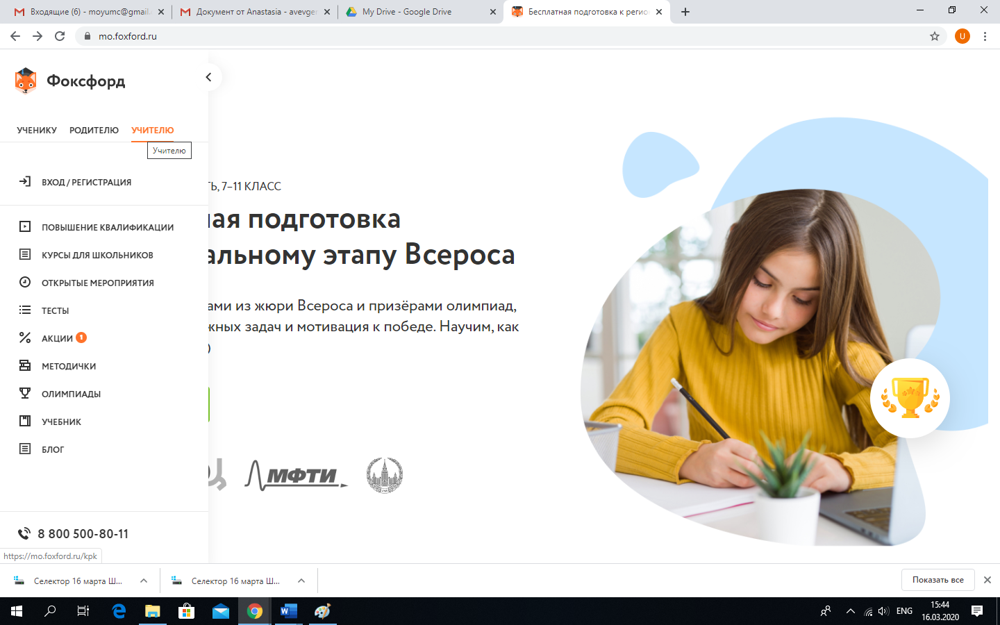 Входящие (6) - moyumc@gmail.
Документ от Anastasia - avevger
My Drive - Google Drive
Бесплатная подготовка к регио
mo.foxford.ru
U
Фоксфорд
УЧЕНИКУ РОДИТЕЛЮ УЧИТЕЛЮ
Учителю
ВХОД / РЕГИСТРАЦИЯ
ПОВЫШЕНИЕ КВАЛИФИКАЦИИ
КУРСЫ ДЛЯ ШКОЛЬНИКОВ
ОТКРЫТЫЕ МЕРОПРИЯТИЯ
ТЕСТЫ
АКЦИИ 1
МЕТОДИЧКИ
ОЛИМПИАДЫ
УЧЕБНИК
БЛОГ
8 800 500-80-11
https://mo.foxford.ru/kpk
ТЬ, 7–11 КЛАСС
ная подготовка
альному этапу Всероса
ами из жюри Всероса и призёрами олимпиад,
жных задач и мотивация к победе. Научим, как
)
МФТИ
Селектор 16 марта Ш...
Селектор 16 марта Ш...
Показать все
ENG
15:44
16.03.2020